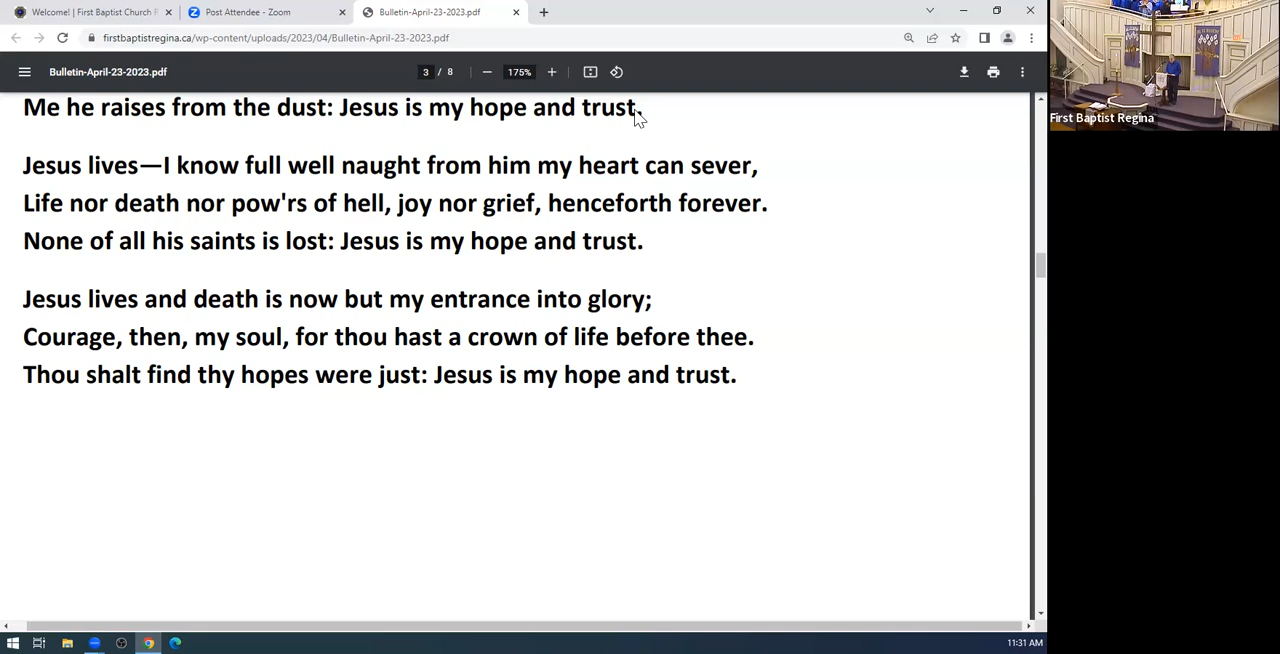 Welcome! | First Baptist Church F
Post Attendee - Zoom
Bulletin-April-23-2023.pdf
firstbaptistregina.ca/wp-content/uploads/2023/04/Bulletin-April-23-2023.pdf
Bulletin-April-23-2023.pdf
3 / 8
175%
Me he raises from the dust: Jesus is my hope and trust.
Jesus lives—I know full well naught from him my heart can sever,
Life nor death nor pow'rs of hell, joy nor grief, henceforth forever.
None of all his saints is lost: Jesus is my hope and trust.
Jesus lives and death is now but my entrance into glory;
Courage, then, my soul, for thou hast a crown of life before thee.
Thou shalt find thy hopes were just: Jesus is my hope and trust.
11:31 AM
First Baptist Regina